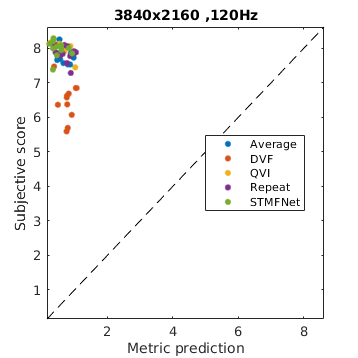 3840x2160 ,120Hz
Subjective score
8
7
6
5
4
3
2
1
Average
DVF
QVI
Repeat
STMFNet
2 4 6 8
Metric prediction